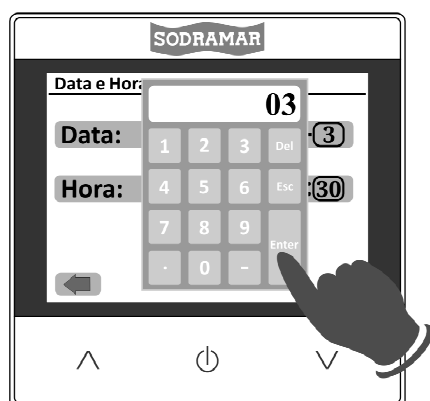 SODRAMAR
Data e Hora
03
Data:
1 2 3 Del
-3
Hora:
4 5 6 Esc
:30
7 8 9
Enter
. 0 -